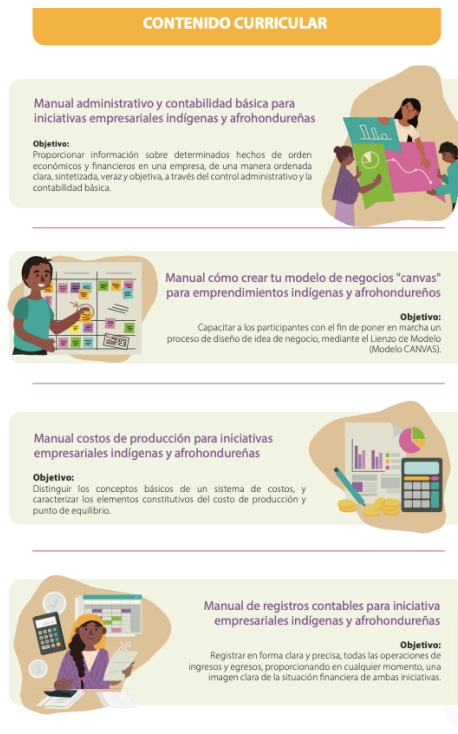 CONTENIDO CURRICULAR
Manual administrativo y contabilidad básica para
iniciativas empresariales indígenas y afrohondureñas
Objetivo:
Proporcionar información sobre determinados hechos de orden
económicos y financieros en una empresa, de una manera ordenada
clara, sintetizada, veraz y objetiva, a través del control administrativo y la
contabilidad básica.
Manual cómo crear tu modelo de negocios "canvas"
para emprendimientos indígenas y afrohondureños
Objetivo:
Capacitar a los participantes con el fin de poner en marcha un
proceso de diseño de idea de negocio, mediante el Lienzo de Modelo
(Modelo CANVAS).
Manual costos de producción para iniciativas
empresariales indígenas y afrohondureñas
Objetivo:
Distinguir los conceptos básicos de un sistema de costos, y
caracterizar los elementos constitutivos del costo de producción y
punto de equilibrio.
Manual de registros contables para iniciativa
empresariales indígenas y afrohondureñas
Objetivo:
Registrar en forma clara y precisa, todas las operaciones de
ingresos y egresos, proporcionando en cualquier momento, una
imagen clara de la situación financiera de ambas iniciativas.